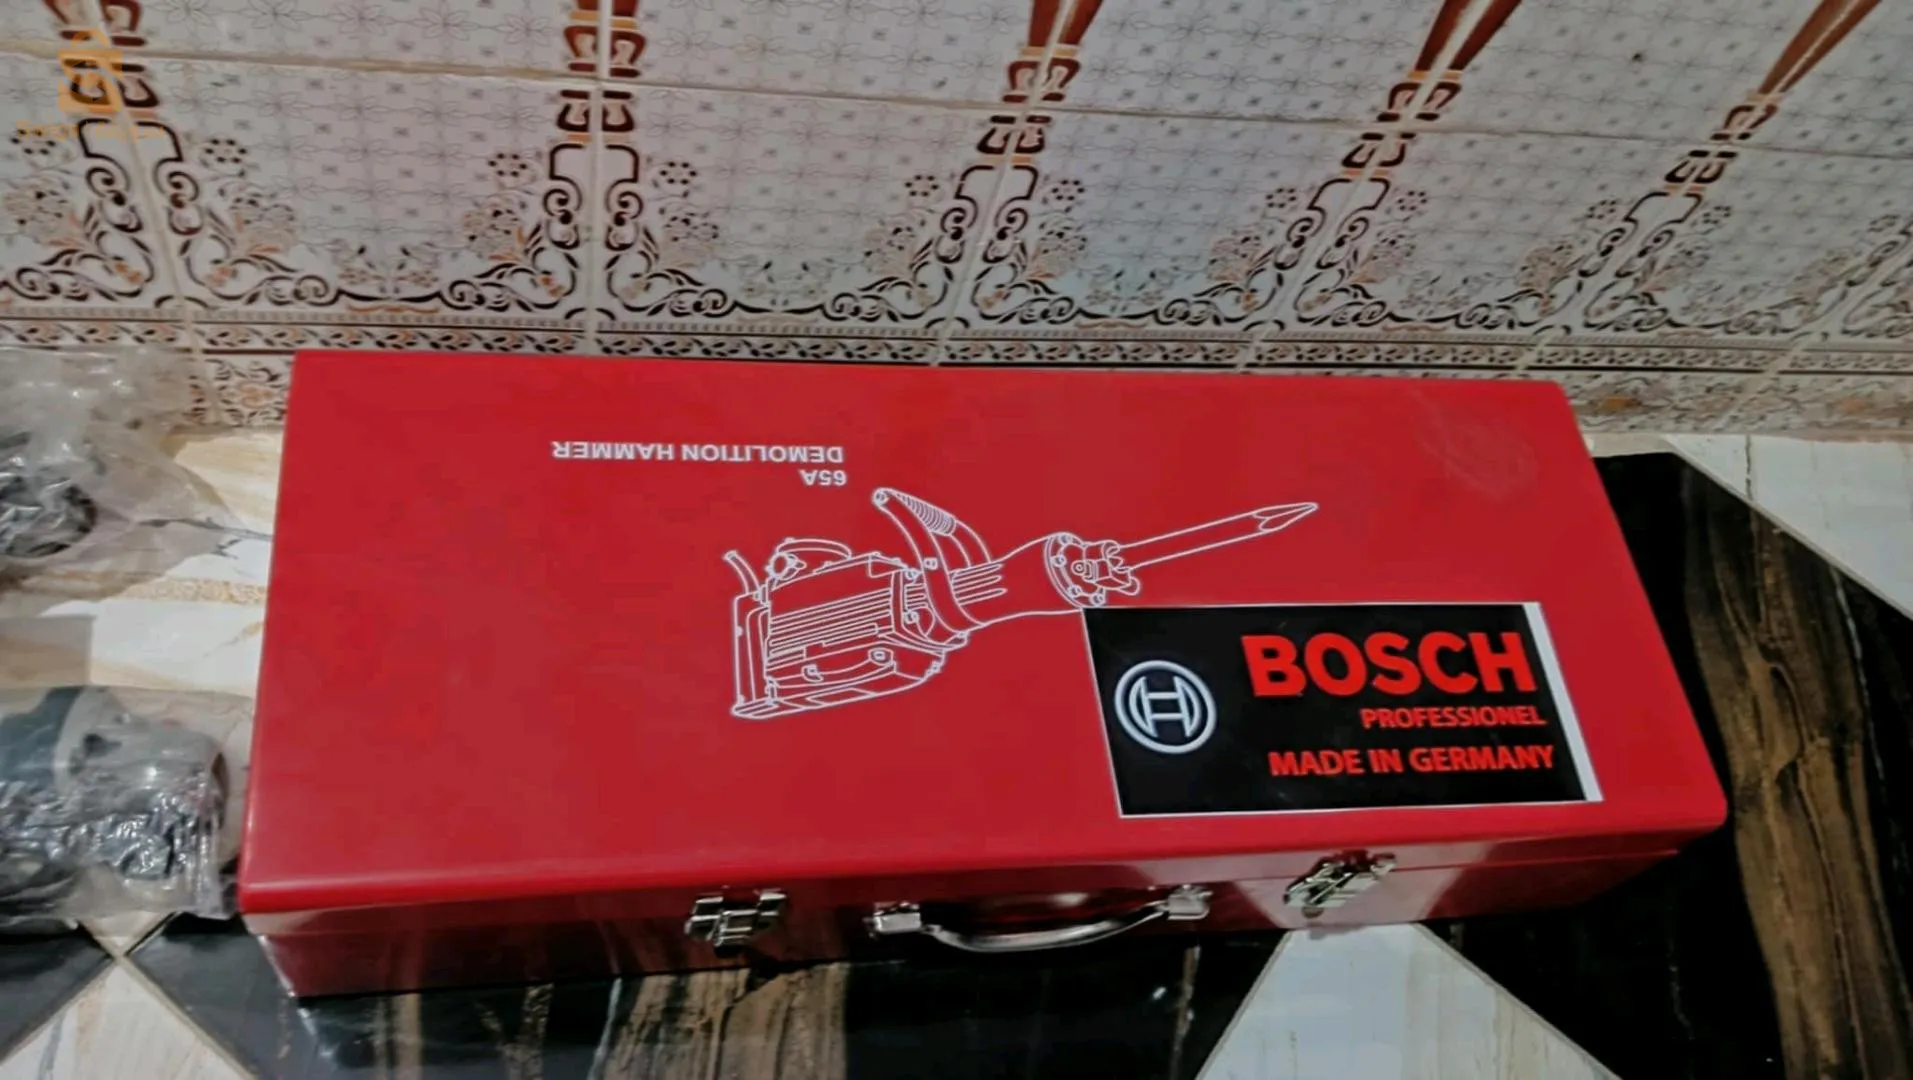 65A
DEMOLITION HAMMER
BOSCH
PROFESSIONEL
MADE IN GERMANY